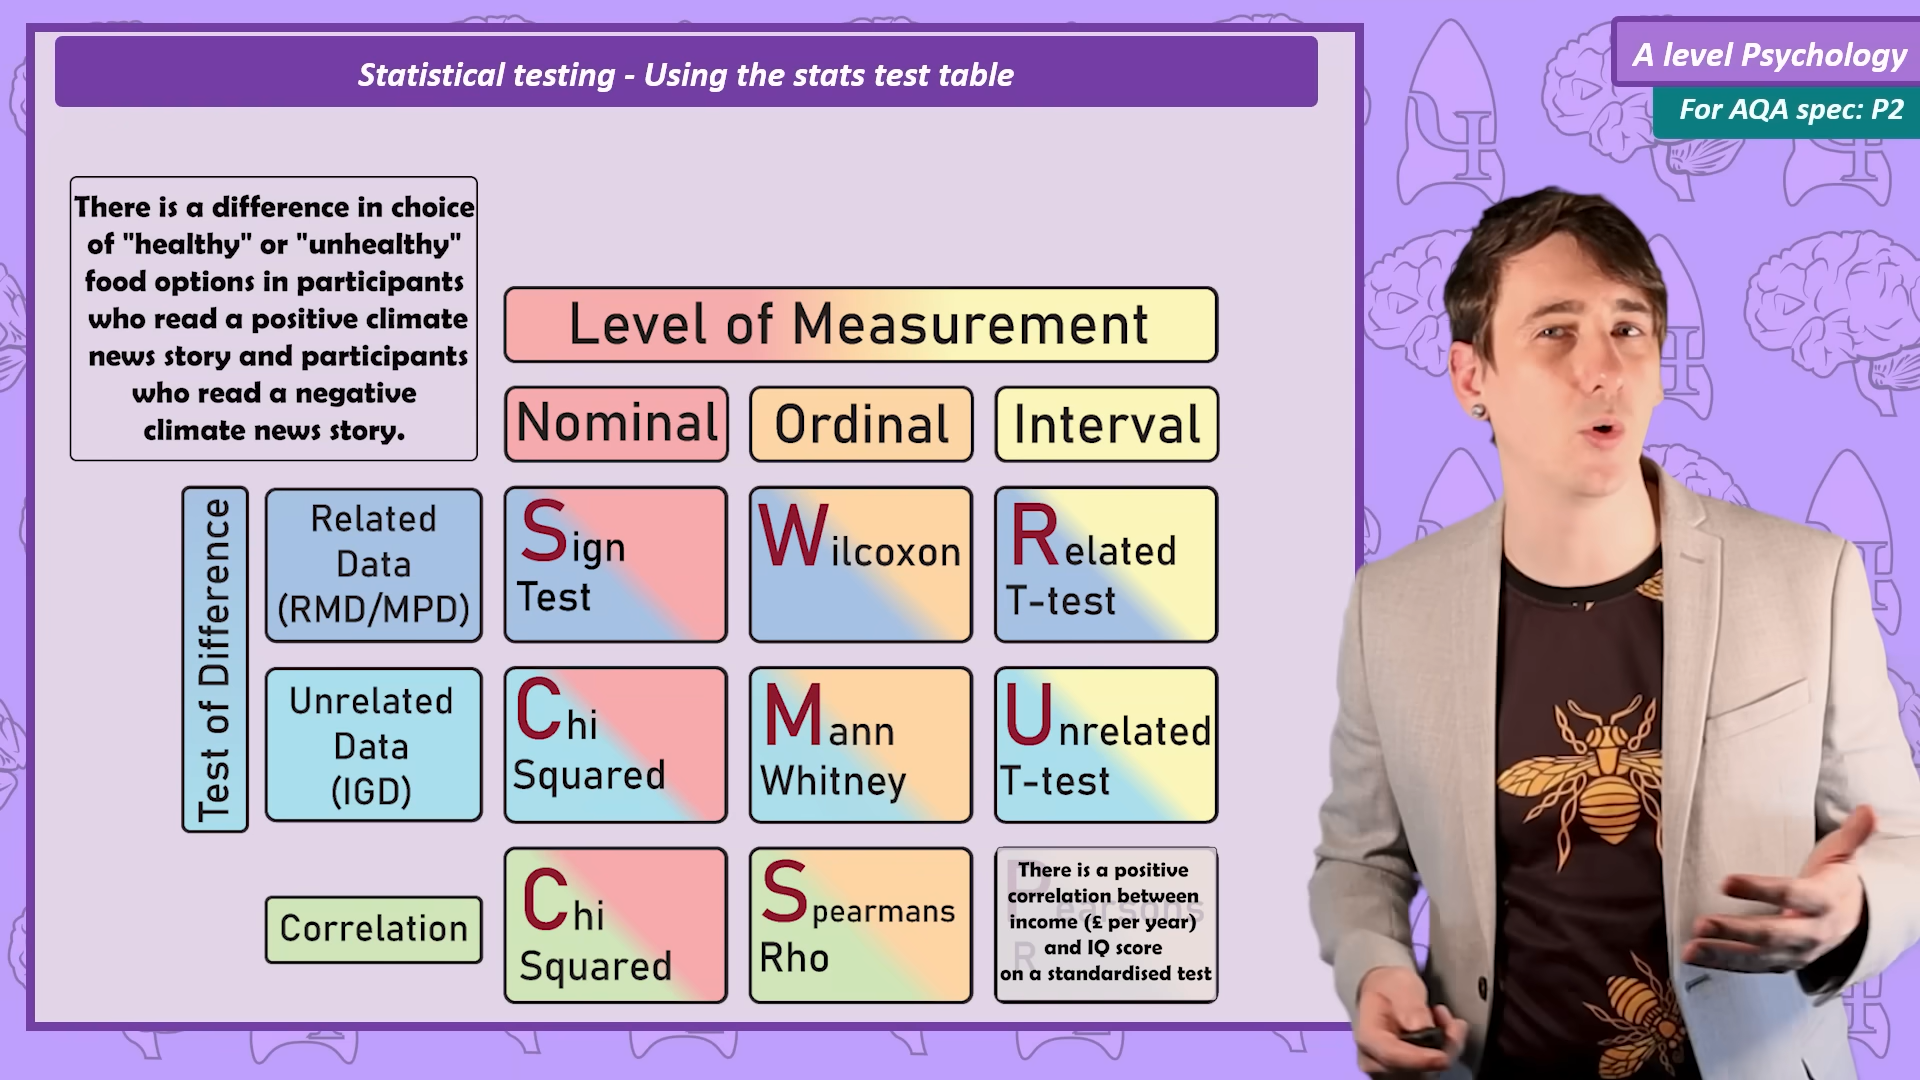 Statistical testing - Using the stats test table
A level Psychology
For AQA spec: P2
There is a difference in choice
of "healthy" or "unhealthy"
food options in participants
who read a positive climate
news story and participants
who read a negative
climate news story.
Level of Measurement
Nominal
Ordinal
Interval
Test of Difference
Related
Data
(RMD/MPD)
Sign
Test
Wilcoxon
Related
T-test
Unrelated
Data
(IGD)
Chi
Squared
Mann
Whitney
Unrelated
T-test
Correlation
Chi
Squared
Spearmans
Rho
Pearsons
R
There is a positive
correlation between
income (£ per year)
and IQ score
on a standardised test